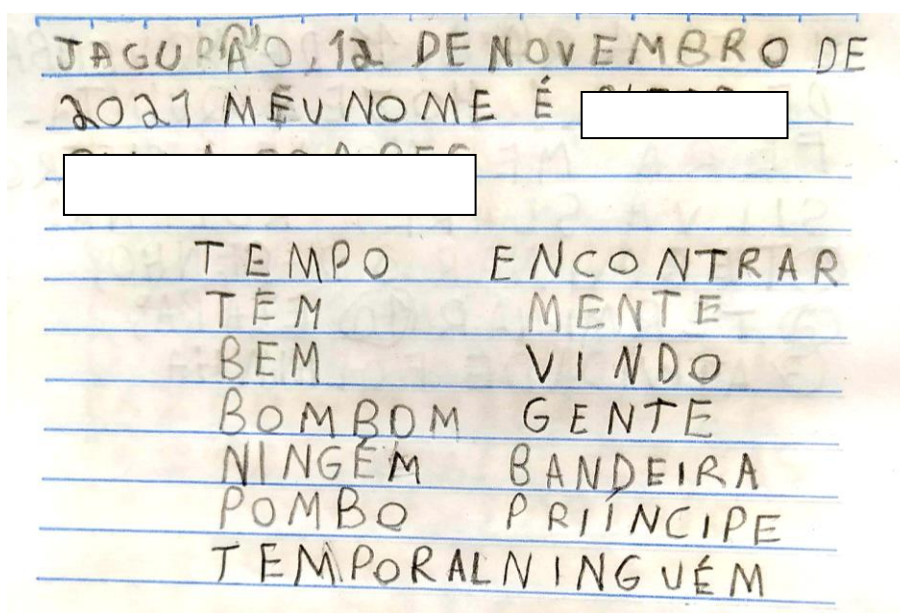 JAGURÃO, 12 DE NOVEMBRO DE
2021 MEU NOME É
TEMPO ENCONTRAR
TEM MENTE
BEM VINDO
BOMBOM GENTE
NINGÉM BANDEIRA
POMBO PRIÍNCIPE
TEMPORAL NINGUÉM